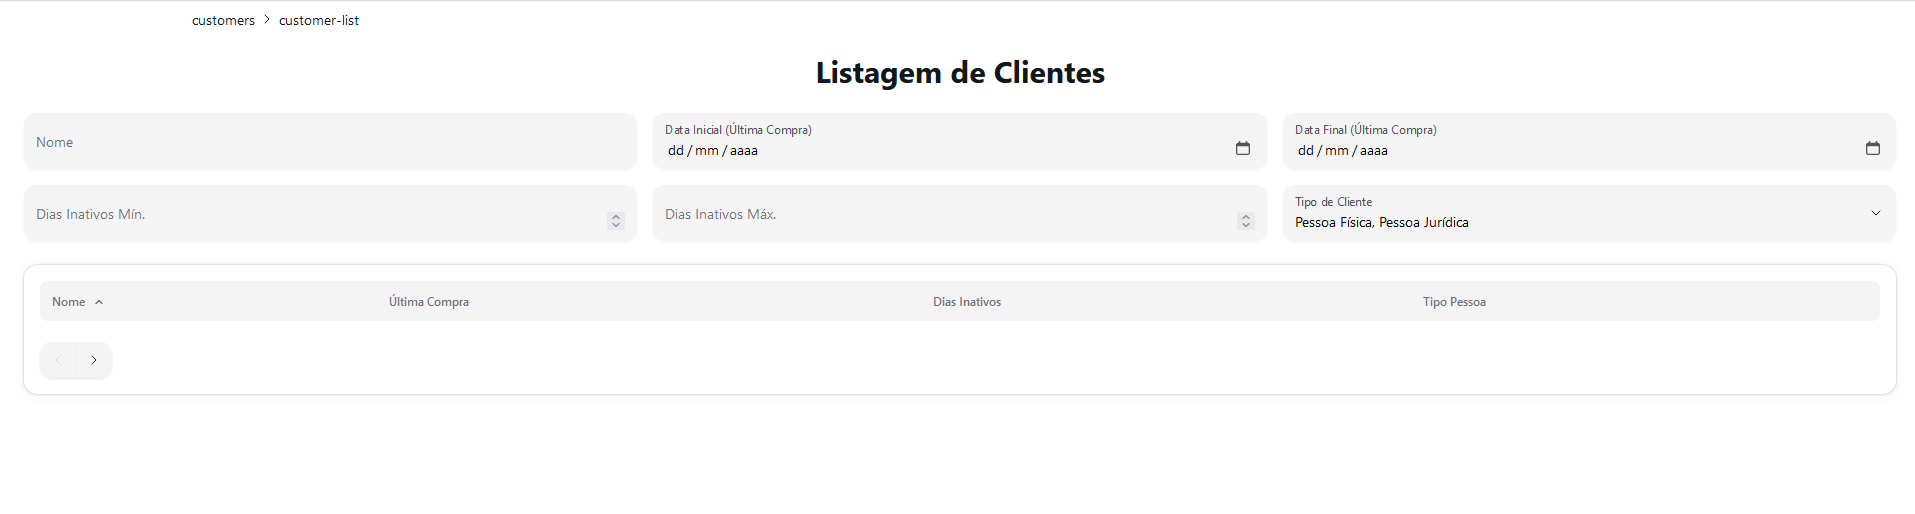 customers > customer-list
Listagem de Clientes
Nome
Data Inicial (Última Compra)
dd/mm/aaaa
Data Final (Última Compra)
dd/mm/aaaa
Dias Inativos Mín.
Dias Inativos Máx.
Tipo de Cliente
Pessoa Física, Pessoa Jurídica
Nome Última Compra Dias Inativos Tipo Pessoa